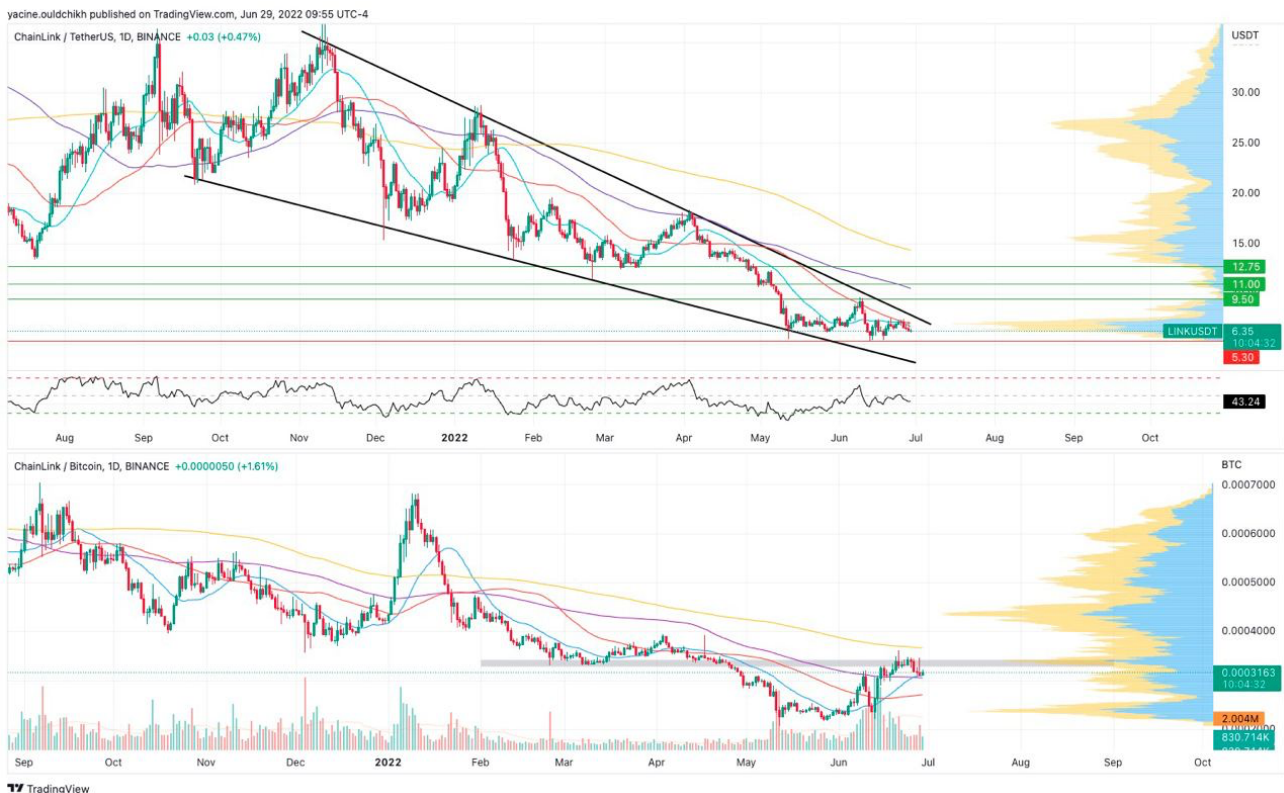 yacine.ouldchikh published on TradingView.com, Jun 29, 2022 09:55 UTC-4
ChainLink / TetherUS, 1D, BINANCE +0.03 (+0.47%)
USDT
30.00
25.00
20.00
15.00
12.75
11.00
9.50
LINKUSDT 6.35
10:04:32
5.30
43.24
Aug Sep Oct Nov Dec 2022 Feb Mar Apr May Jun Jul Aug Sep Oct
ChainLink / Bitcoin, 1D, BINANCE +0.0000050 (+1.61%)
BTC
0.0007000
0.0006000
0.0005000
0.0004000
0.0003163
10:04:32
2.004M
830.714K
Sep Oct Nov Dec 2022 Feb Mar Apr May Jun Jul Aug Sep Oct
TradingView